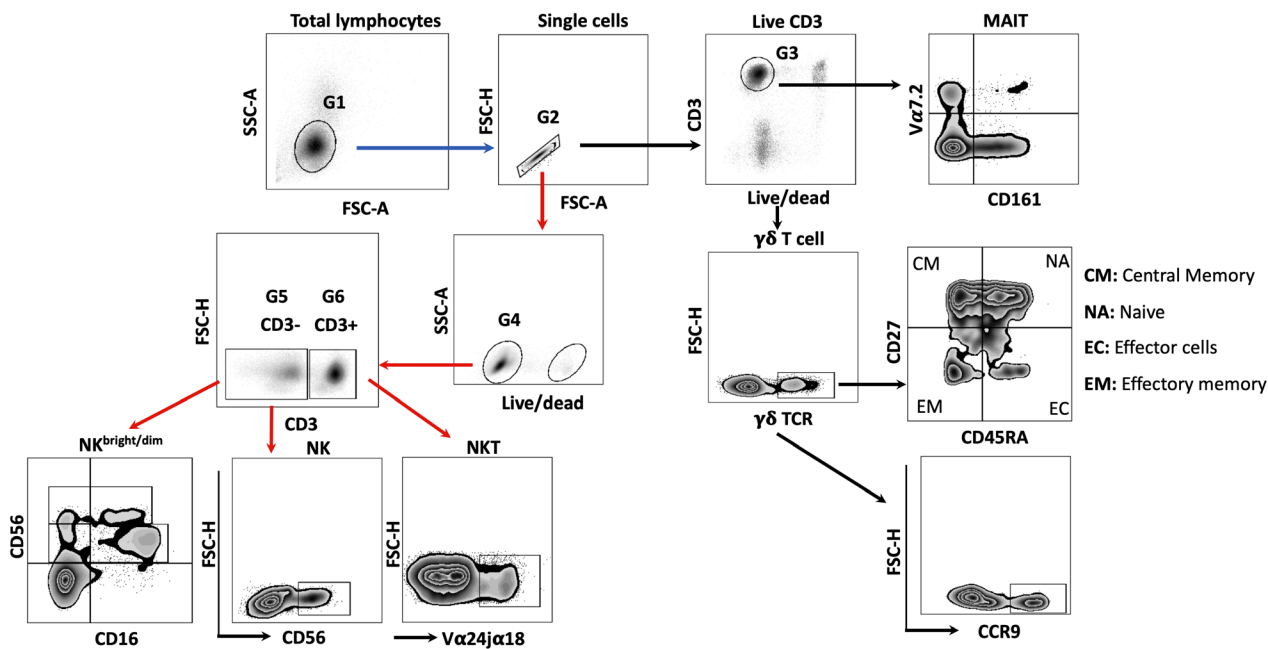 Total lymphocytes
Single cells
Live CD3
MAIT
SSC-A
G1
FSC-A
FSC-H
G2
FSC-A
CD3
G3
Live/dead
Vα7.2
CD161
FSC-H
G5
CD3-
G6
CD3+
CD3
SSC-A
G4
Live/dead
γδ T cell
FSC-H
γδ TCR
CM
NA
EM
EC
CD27
CD45RA
CM: Central Memory
NA: Naive
EC: Effector cells
EM: Effectory memory
NKbright/dim
CD56
CD16
NK
FSC-H
CD56
NKT
FSC-H
Vα24jα18
FSC-H
CCR9